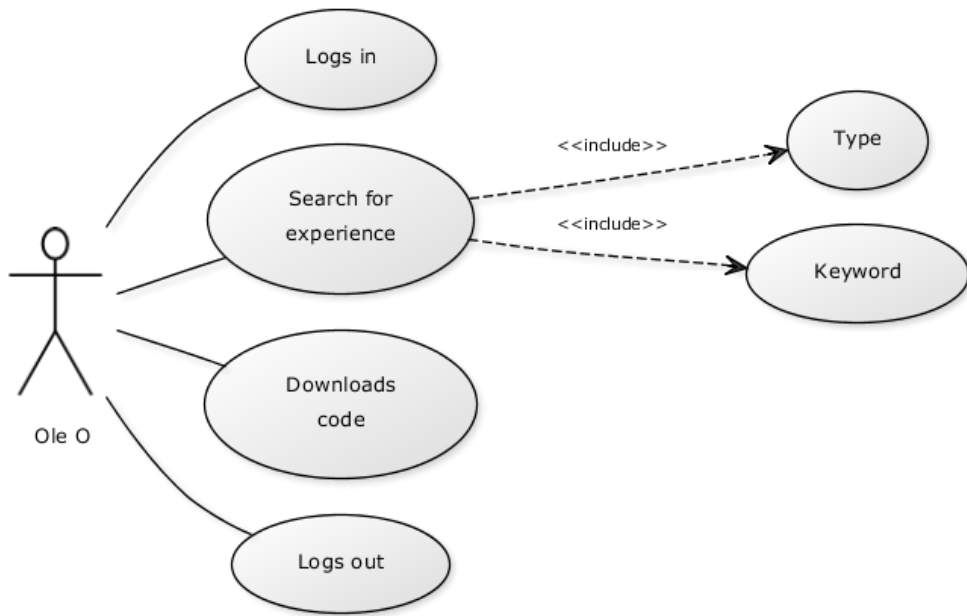 Logs in
Search for
experience
<<include>>
Type
<<include>>
Keyword
Downloads
code
Ole O
Logs out